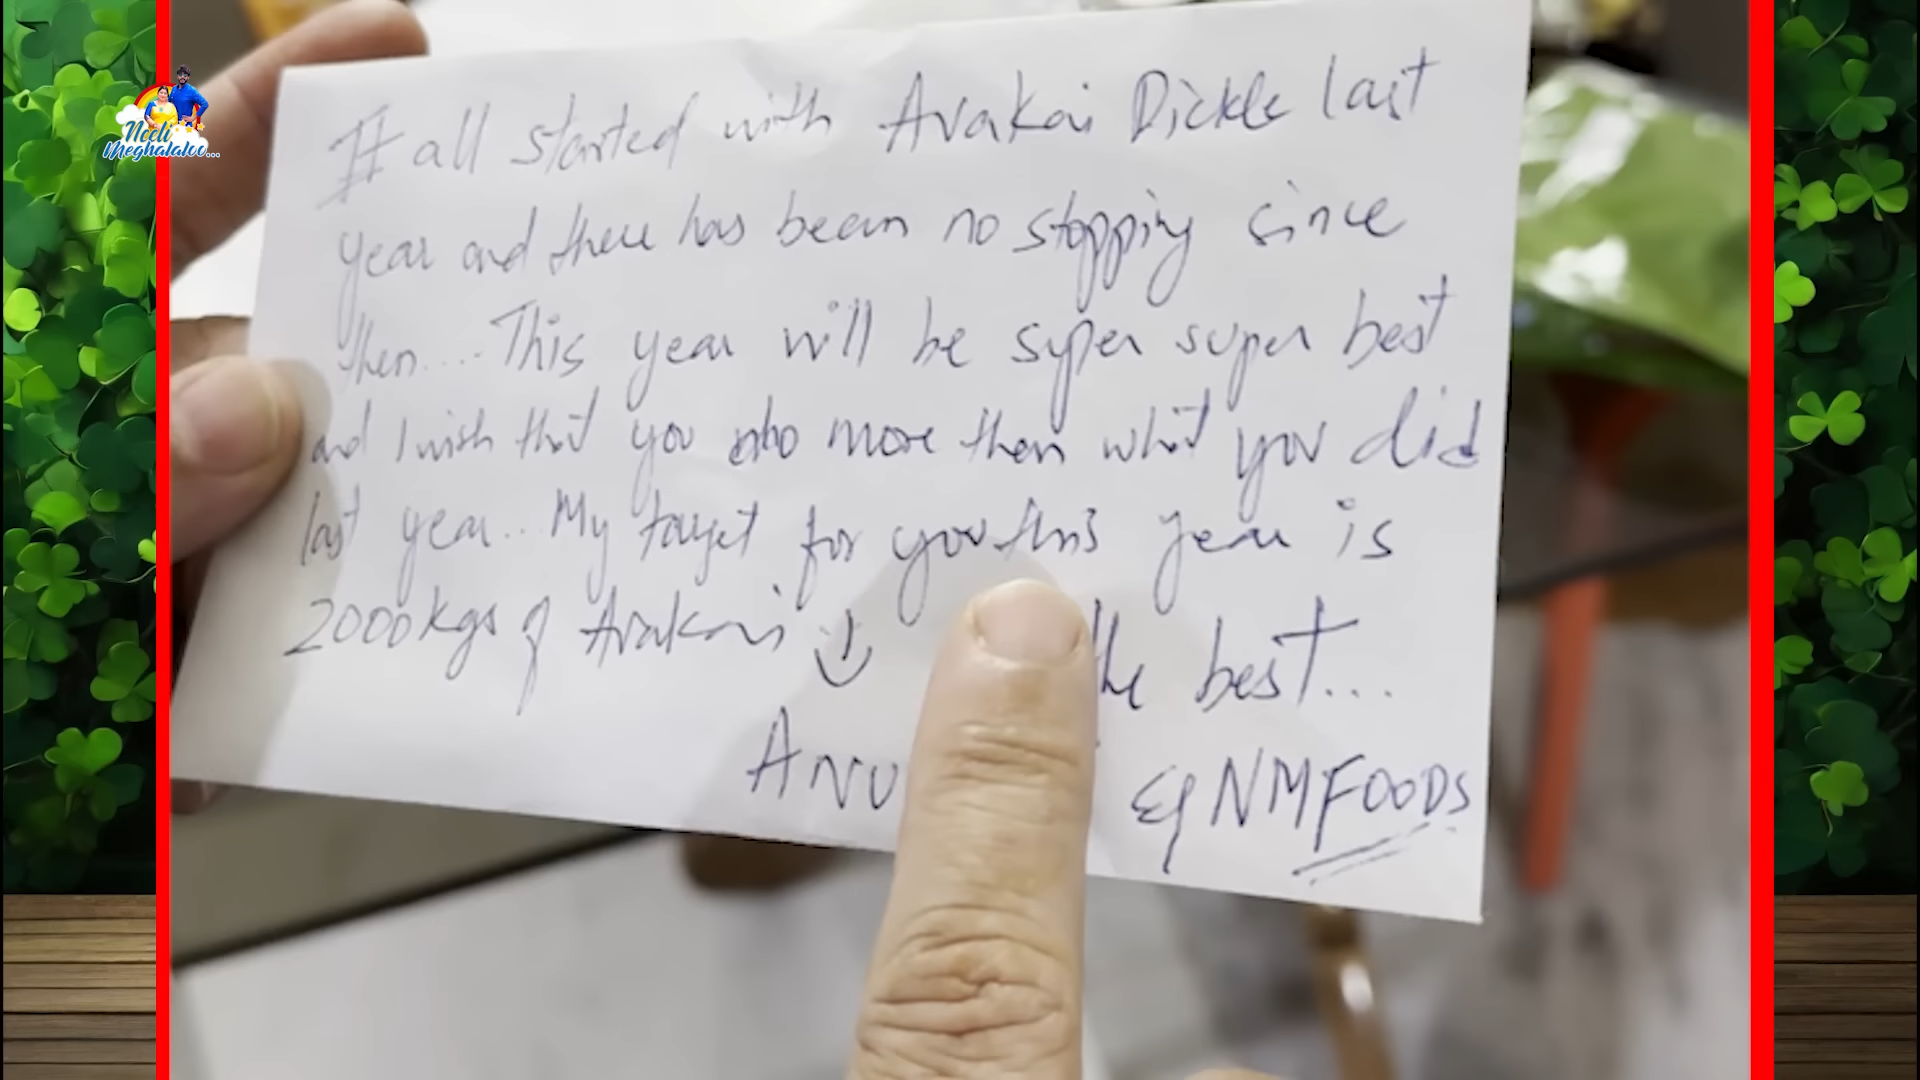 Neeli
Meghalaloo...
It all started with Avakai Pickle last
year and there has been no stopping since
then.... This year will be super super best
and I wish that you do more then what you did
last year... My target for you this year is
2000 kgs of Avakai :) the best...
ANU & NMFOODS